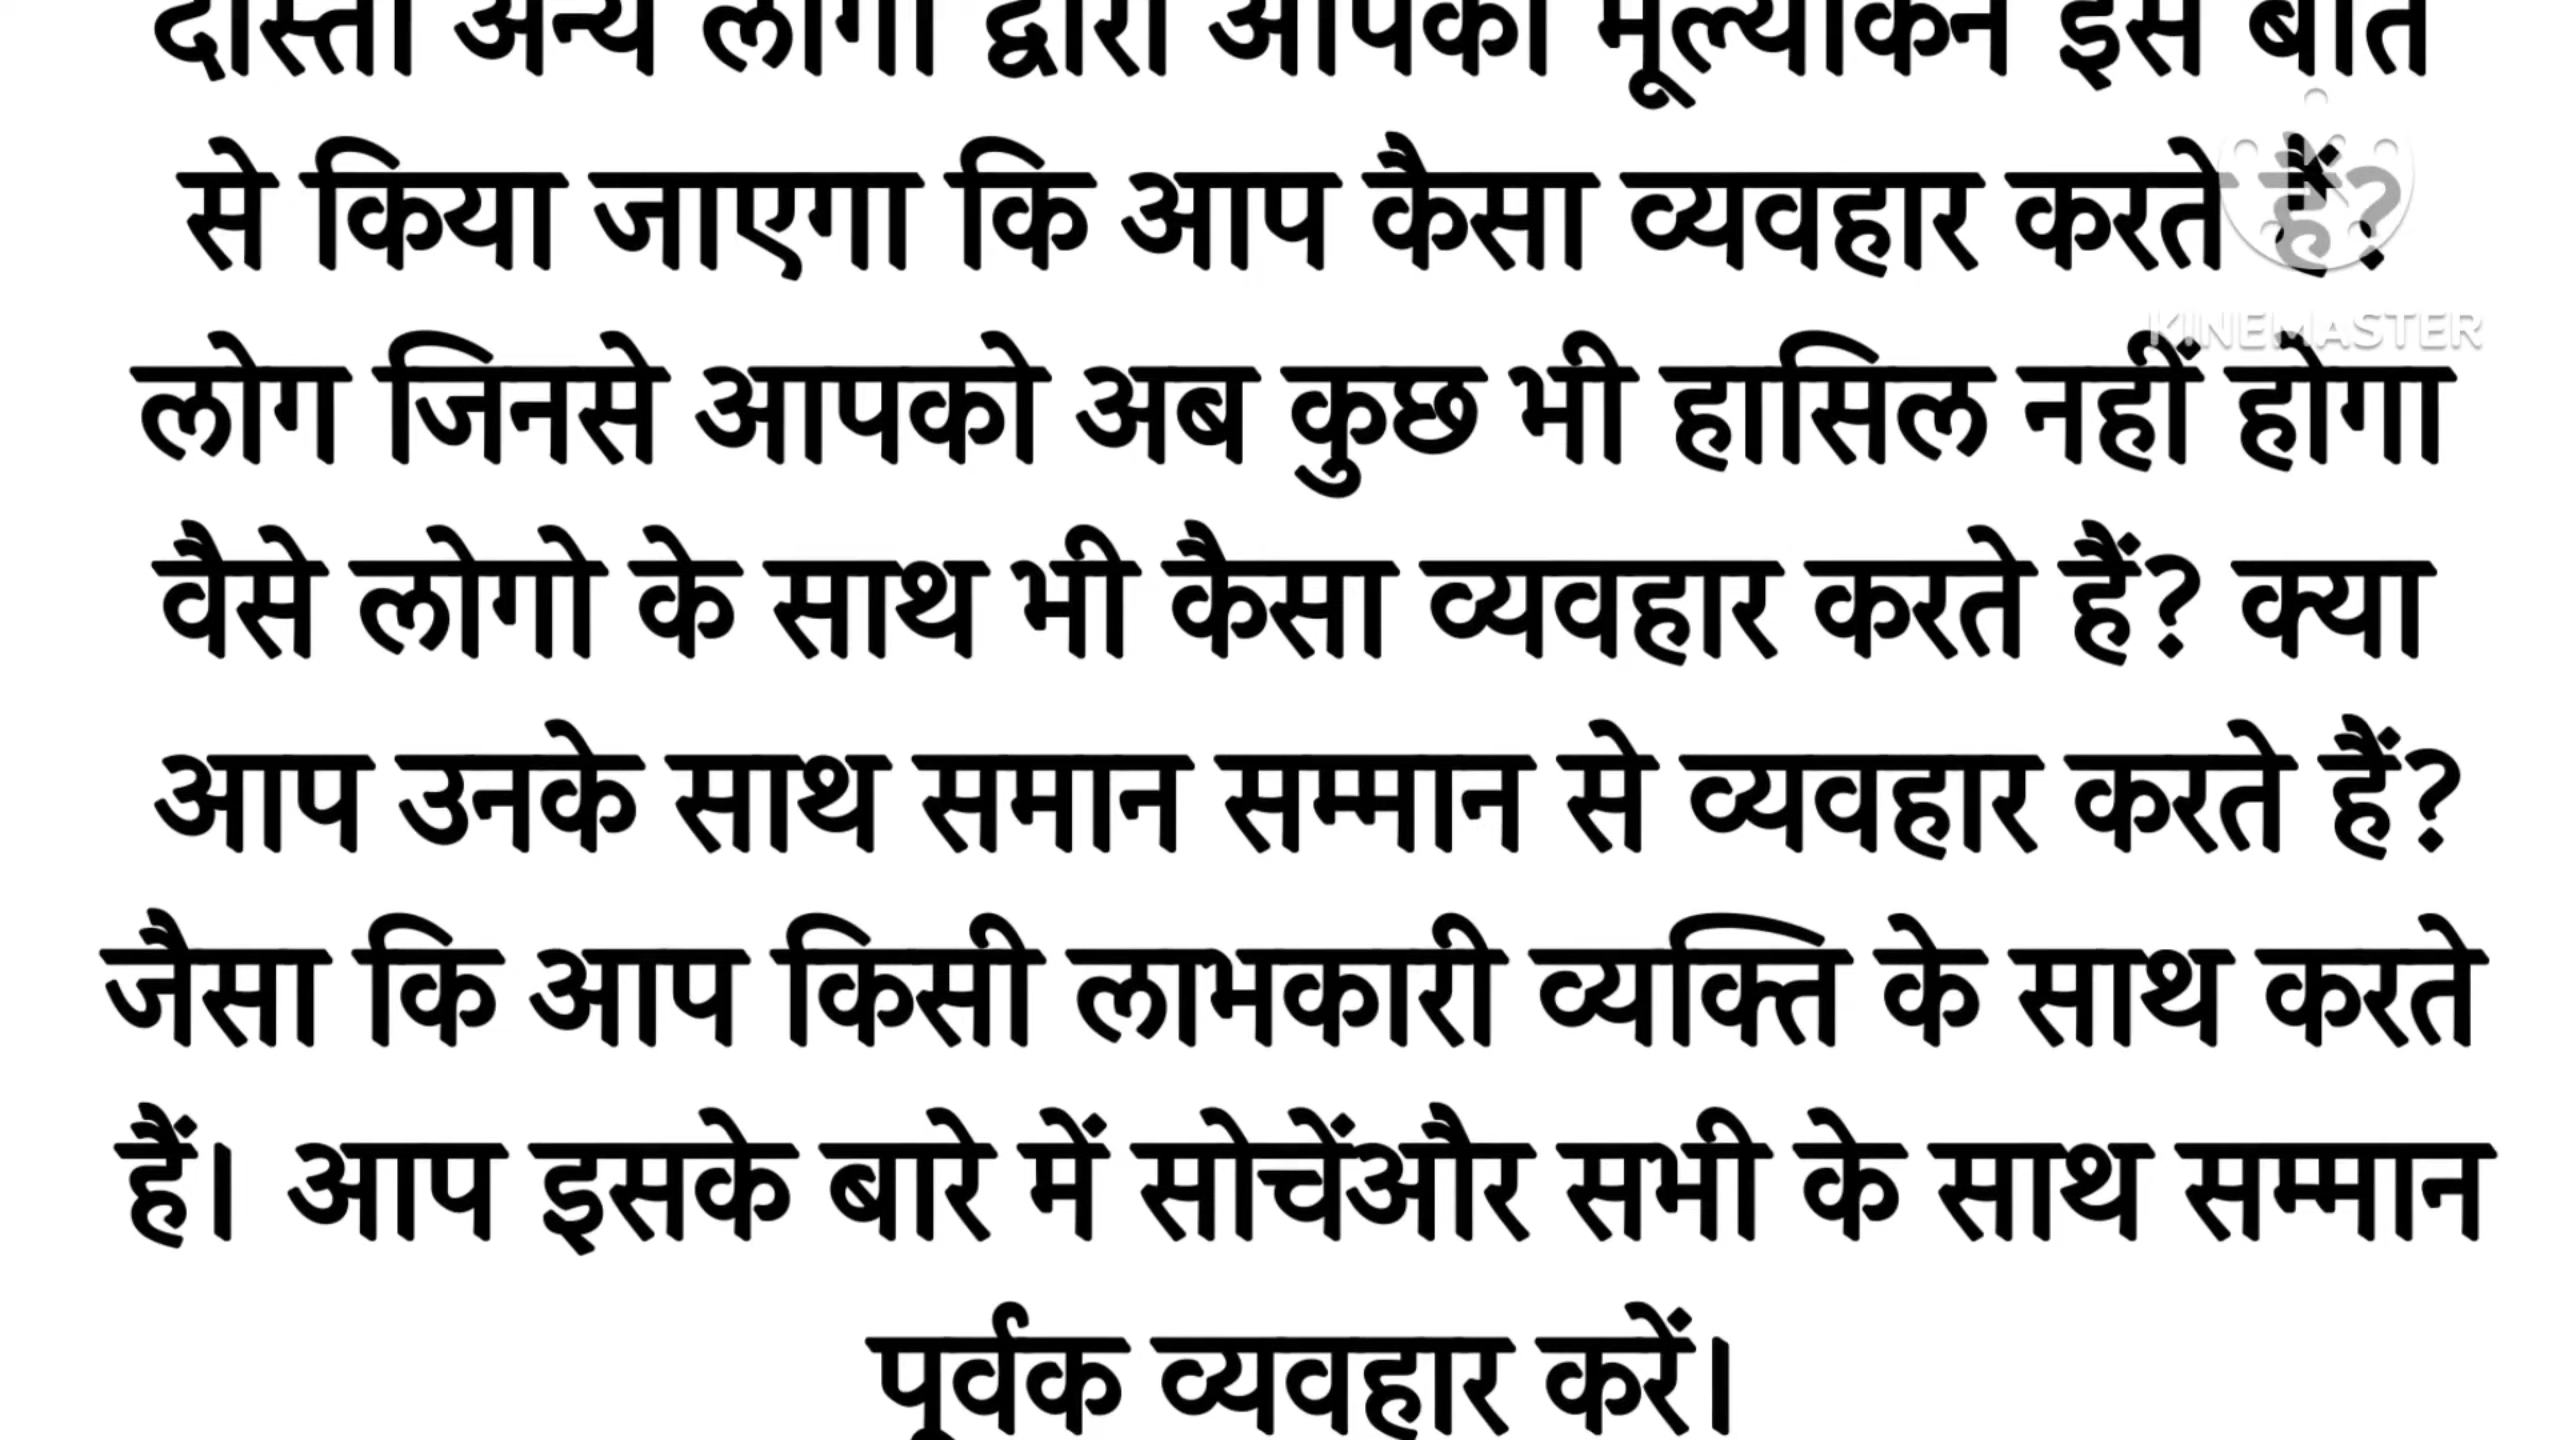 दोस्तों अन्य लोगों द्वारा आपका मूल्यांकन इस बात
से किया जाएगा कि आप कैसा व्यवहार करते हैं?
KINEMASTER
लोग जिनसे आपको अब कुछ भी हासिल नहीं होगा
वैसे लोगो के साथ भी कैसा व्यवहार करते हैं? क्या
आप उनके साथ समान सम्मान से व्यवहार करते हैं?
जैसा कि आप किसी लाभकारी व्यक्ति के साथ करते
हैं। आप इसके बारे में सोचेंऔर सभी के साथ सम्मान
पूर्वक व्यवहार करें।